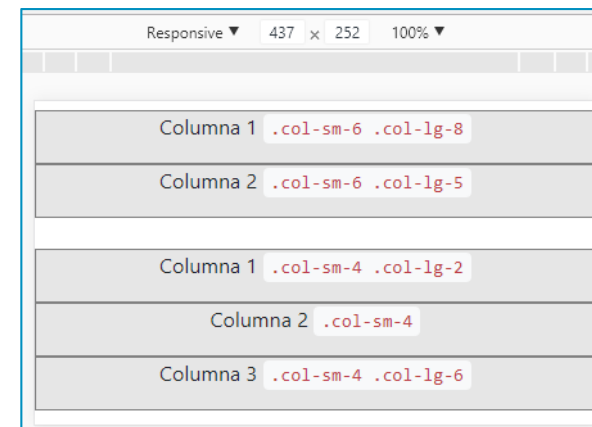 Responsive ▼ 437 × 252 100% ▼
Columna 1 .col-sm-6 .col-lg-8
Columna 2 .col-sm-6 .col-lg-5
Columna 1 .col-sm-4 .col-lg-2
Columna 2 .col-sm-4
Columna 3 .col-sm-4 .col-lg-6